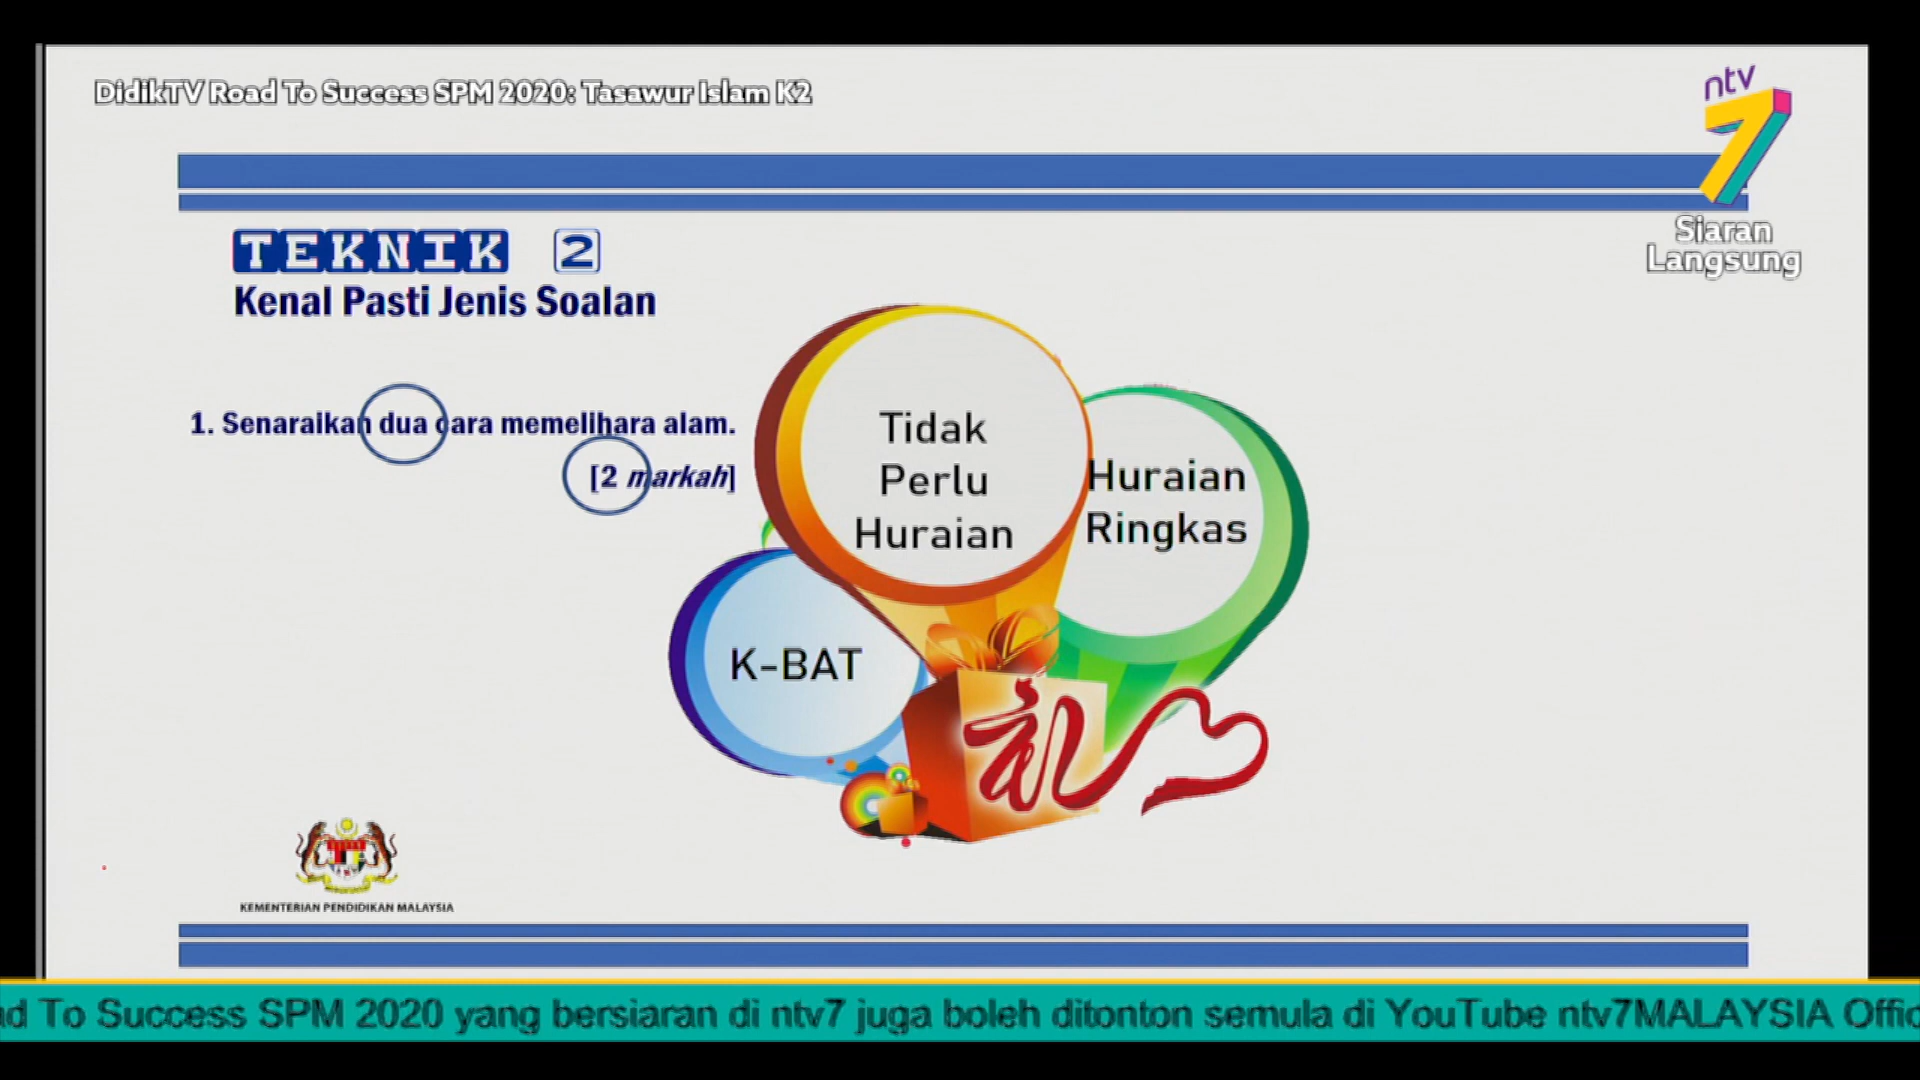 DidikTV Road To Success SPM 2020: Tasawur Islam K2
ntv
7
Siaran
Langsung
TEKNIK 2
Kenal Pasti Jenis Soalan
1. Senaraikan dua cara memelihara alam.
[2 markah]
Tidak
Perlu
Huraian
Huraian
Ringkas
K-BAT
KEMENTERIAN PENDIDIKAN MALAYSIA
To Success SPM 2020 yang bersiaran di ntv7 juga boleh ditonton semula di YouTube ntv7MALAYSIA